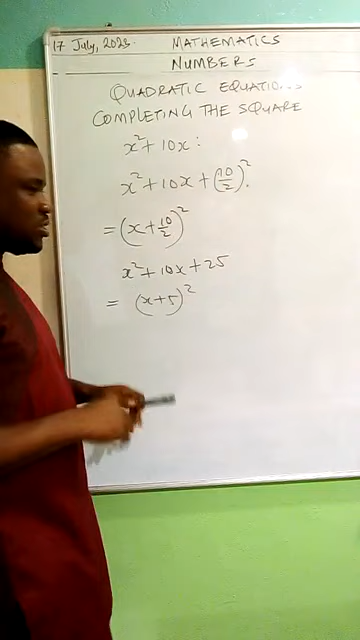 17 July, 2023. MATHEMATICS
NUMBERS
QUADRATIC EQUATIONS
COMPLETING THE SQUARE
x² + 10x :
x² + 10x + (10/2)².
= (x + 10/2)²
x² + 10x + 25
= (x + 5)²